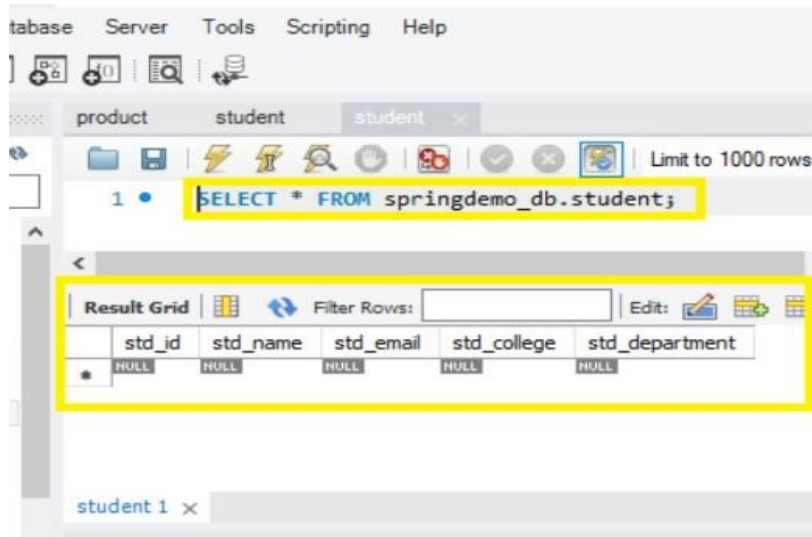 tabase Server Tools Scripting Help
product student student
Limit to 1000 rows
1 SELECT * FROM springdemo_db.student;
Result Grid Filter Rows: Edit:
std_id std_name std_email std_college std_department
NULL NULL NULL NULL NULL
student 1